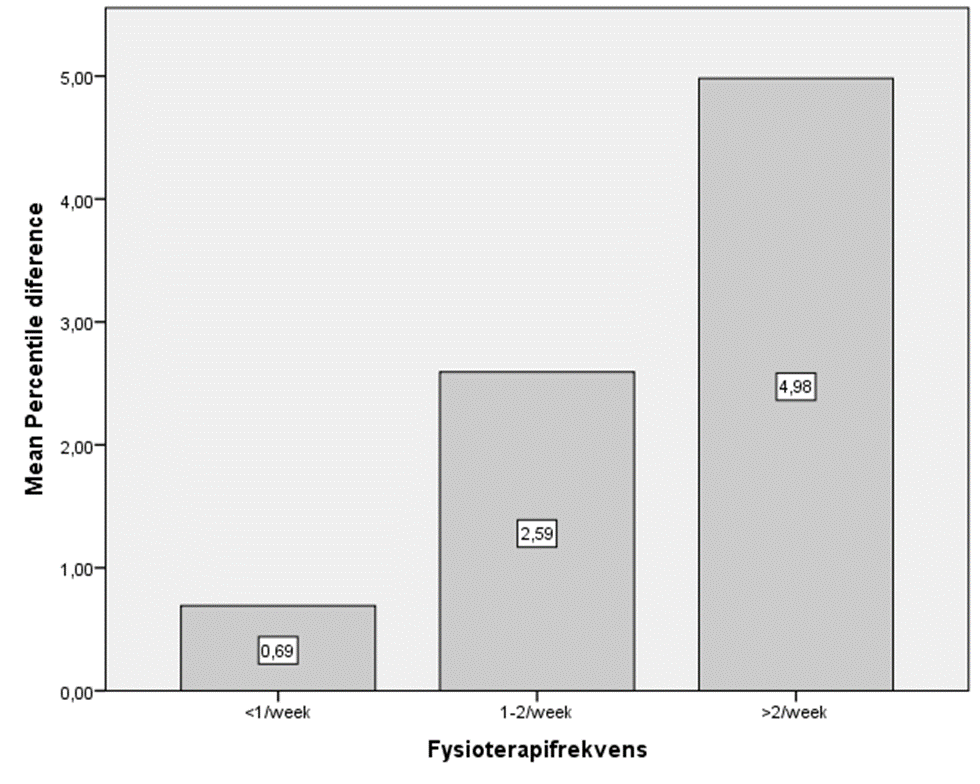 Mean Percentile diference
5,00
4,00
3,00
2,00
1,00
0,00
0,69
2,59
4,98
<1/week
1-2/week
>2/week
Fysioterapifrekvens